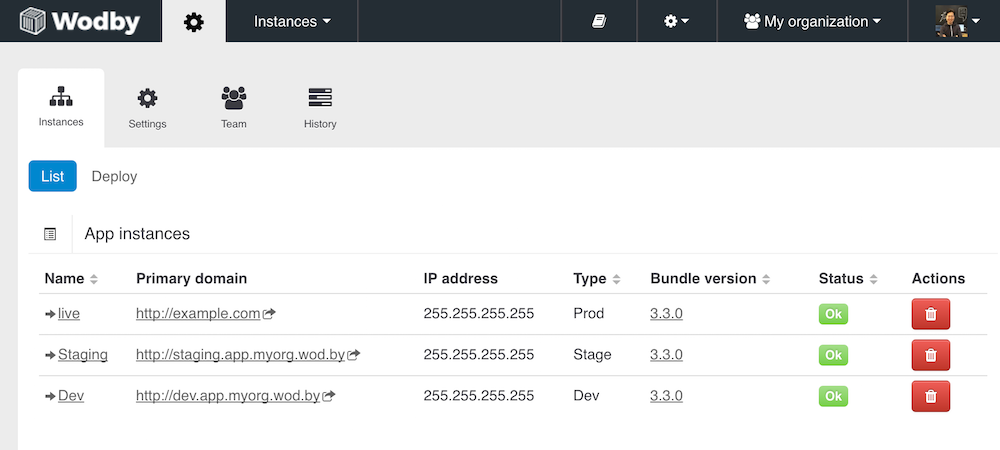 Wodby Instances My organization
Instances Settings Team History
List Deploy
App instances
Name Primary domain IP address Type Bundle version Status Actions
live http://example.com 255.255.255.255 Prod 3.3.0 Ok
Staging http://staging.app.myorg.wod.by 255.255.255.255 Stage 3.3.0 Ok
Dev http://dev.app.myorg.wod.by 255.255.255.255 Dev 3.3.0 Ok